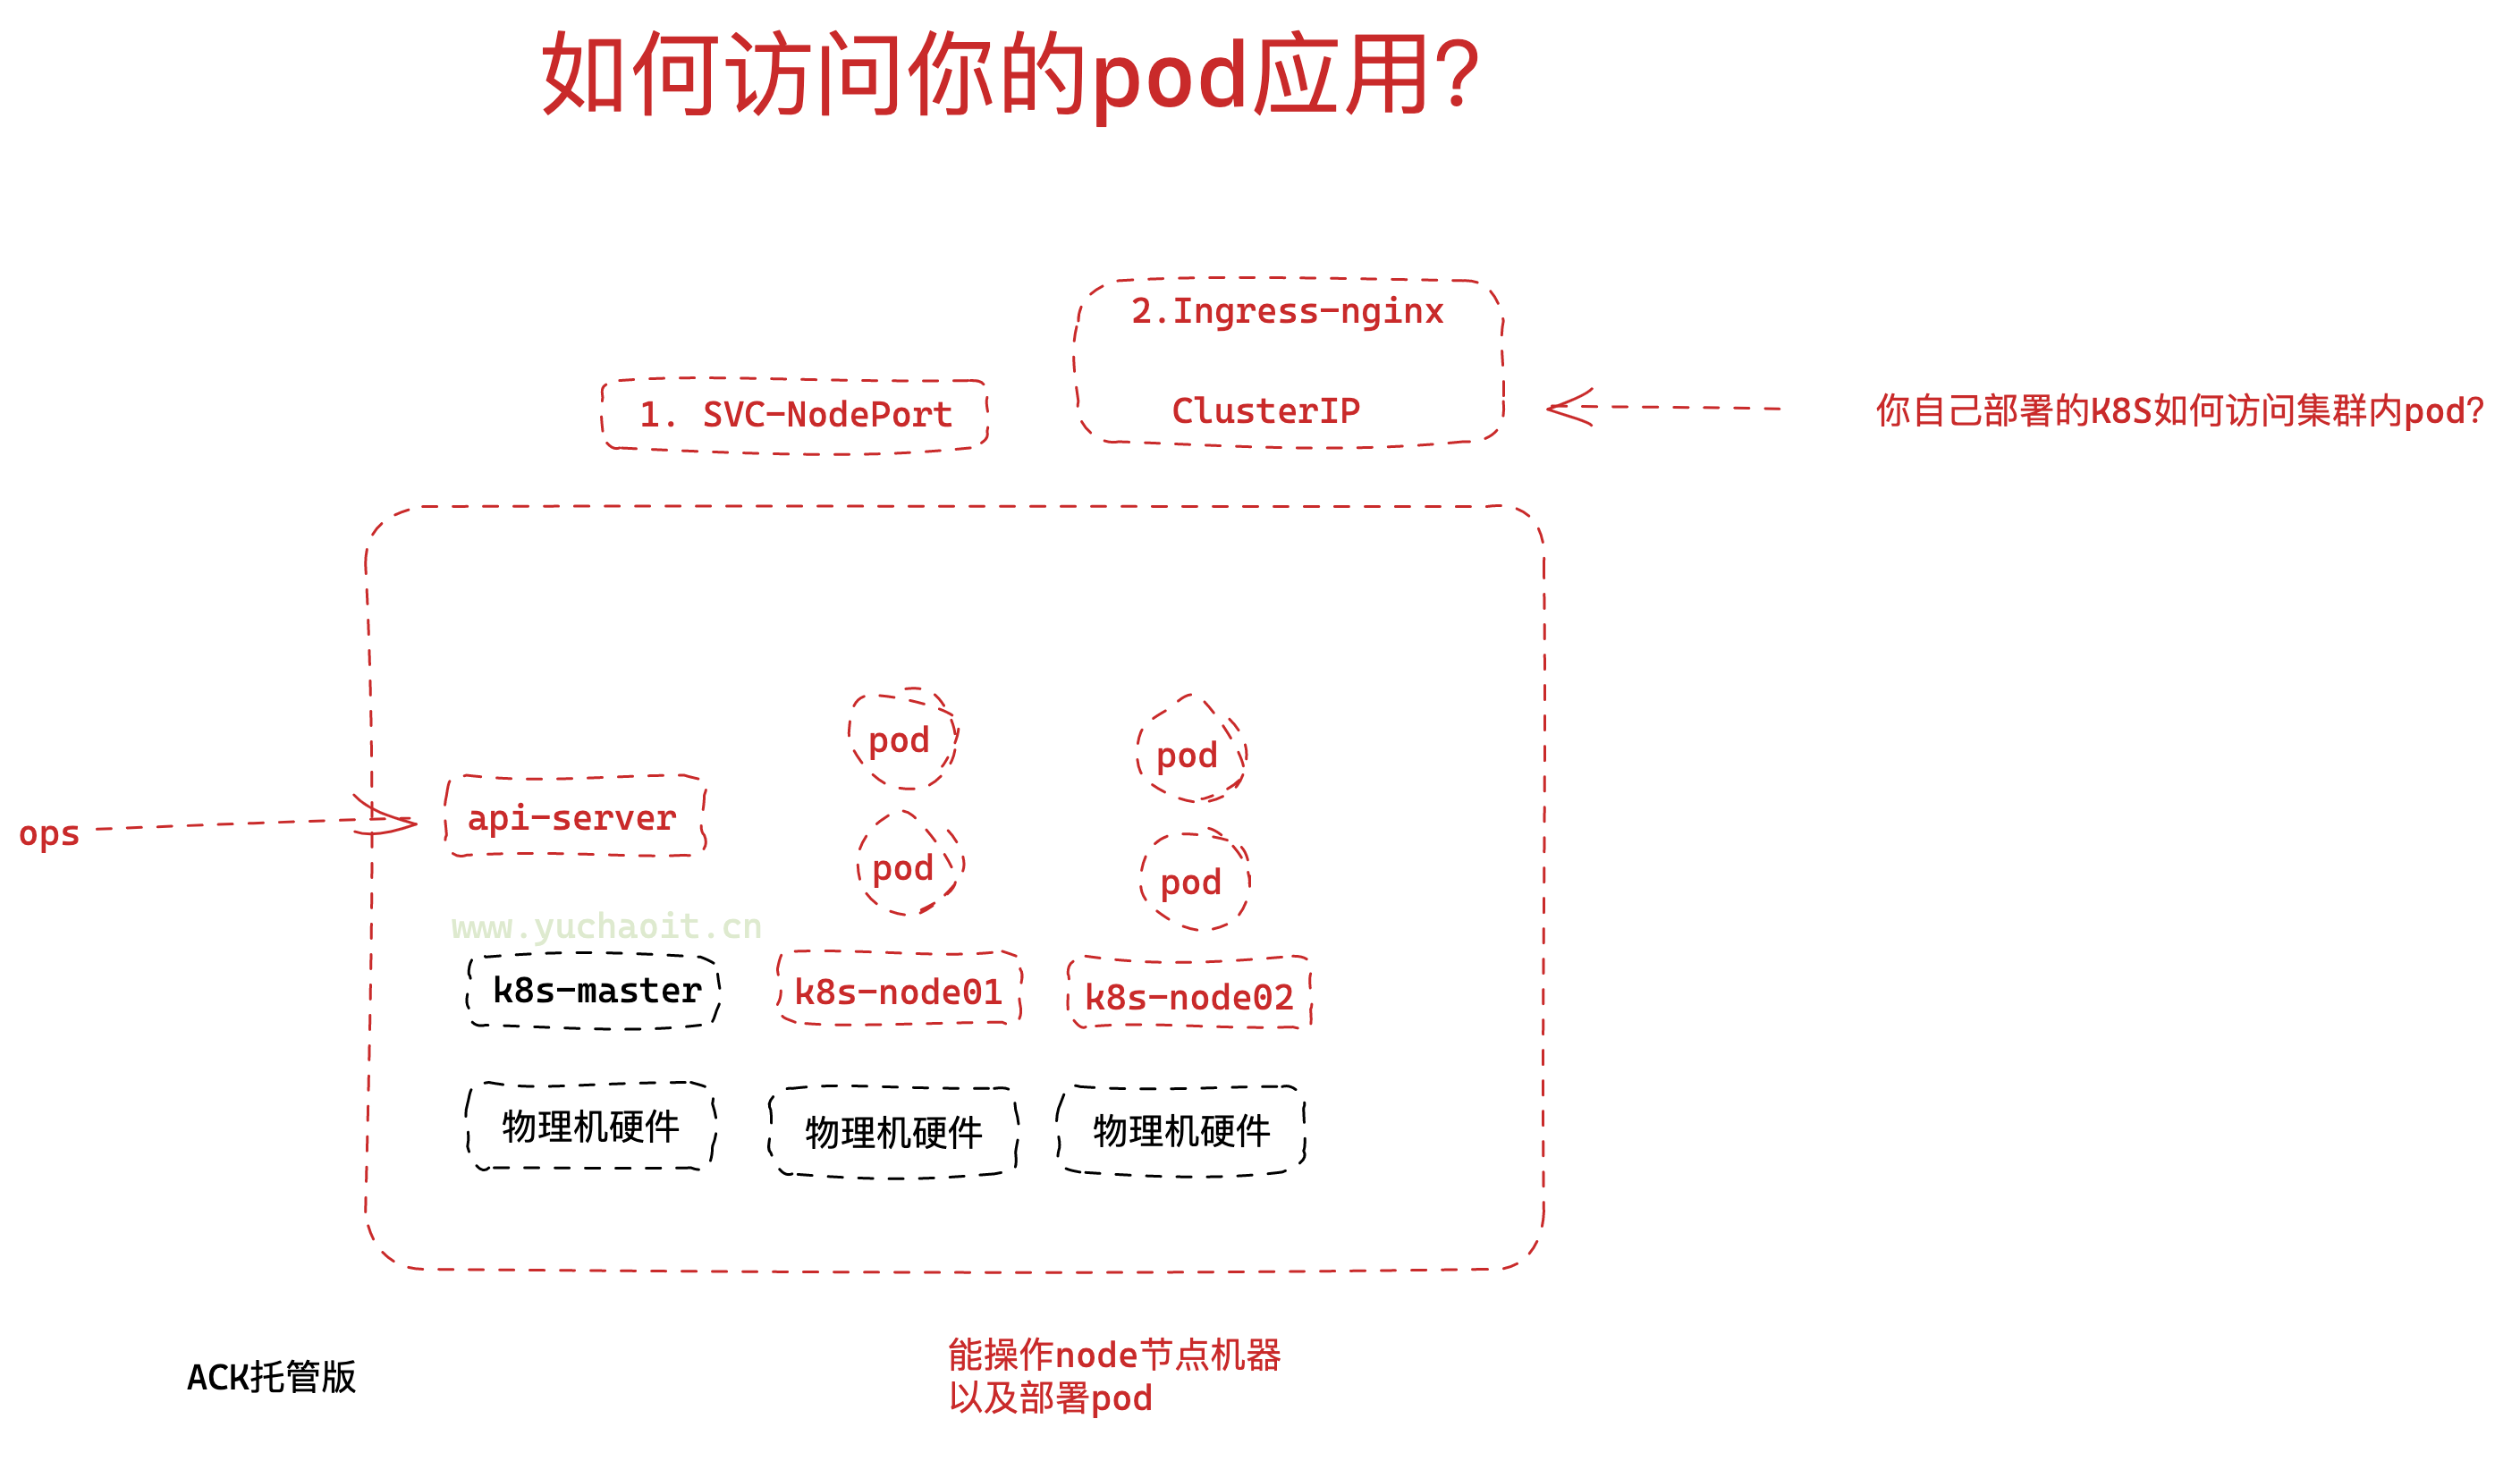 如何访问你的pod应用?
2.Ingress-nginx
1. SVC-NodePort
ClusterIP
你自己部署的K8S如何访问集群内pod?
pod
pod
api-server
ops
pod
pod
www.yuchaoit.cn
k8s-master
k8s-node01
k8s-node02
物理机硬件
物理机硬件
物理机硬件
能操作node节点机器
以及部署pod
ACK托管版